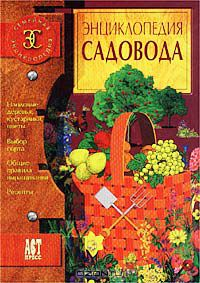 ЭНЦИКЛОПЕДИЯ
САДОВОДА
Плодовые
деревья,
кустарники,
цветы
Выбор
сорта
Общие
правила
выращивания
Рецепты
АСТ
ПРЕСС